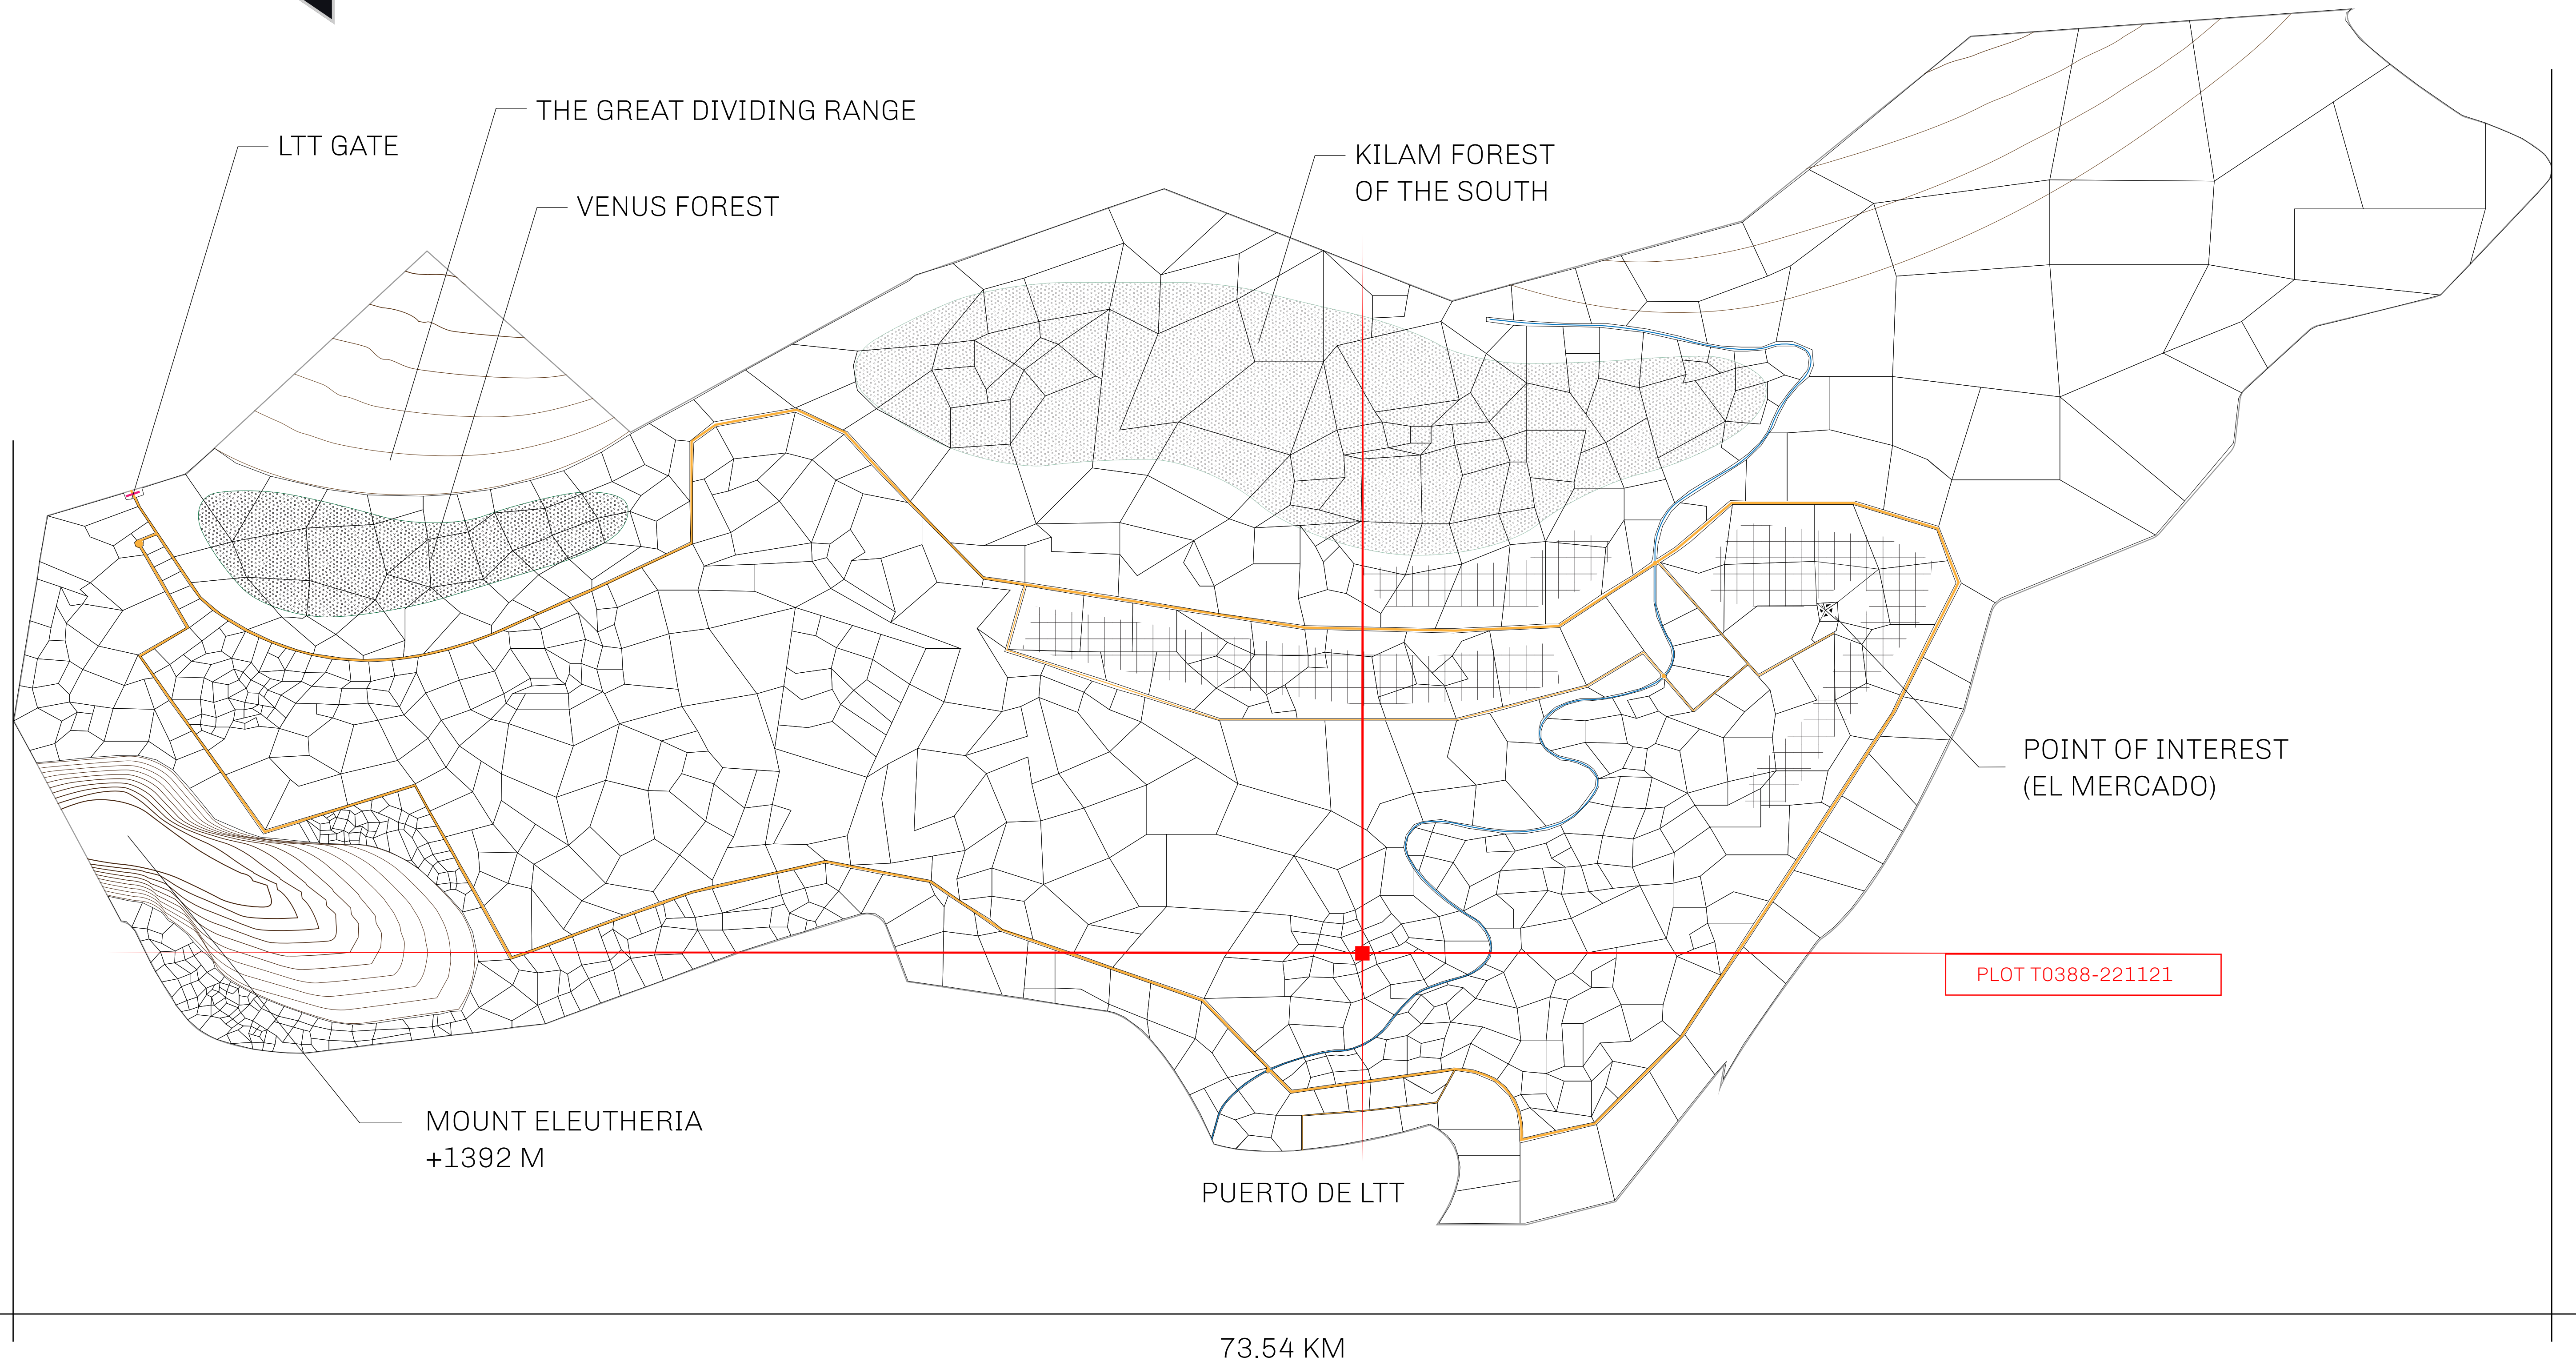 THE GREAT DIVIDING RANGE
LTT GATE
VENUS FOREST
KILAM FOREST
OF THE SOUTH
POINT OF INTEREST
(EL MERCADO)
PLOT T0388-221121
MOUNT ELEUTHERIA
+1392 M
PUERTO DE LTT
73.54 KM